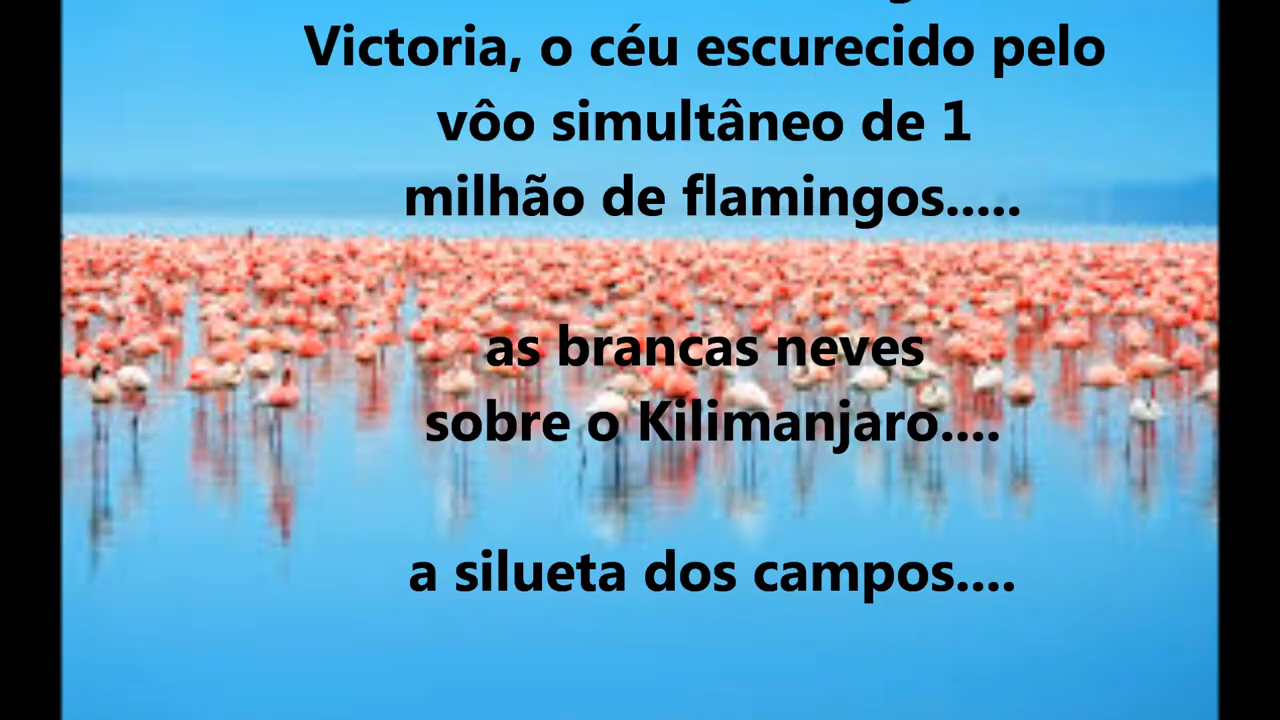 Victoria, o céu escurecido pelo
vôo simultâneo de 1
milhão de flamingos.....
as brancas neves
sobre o Kilimanjaro....
a silueta dos campos....